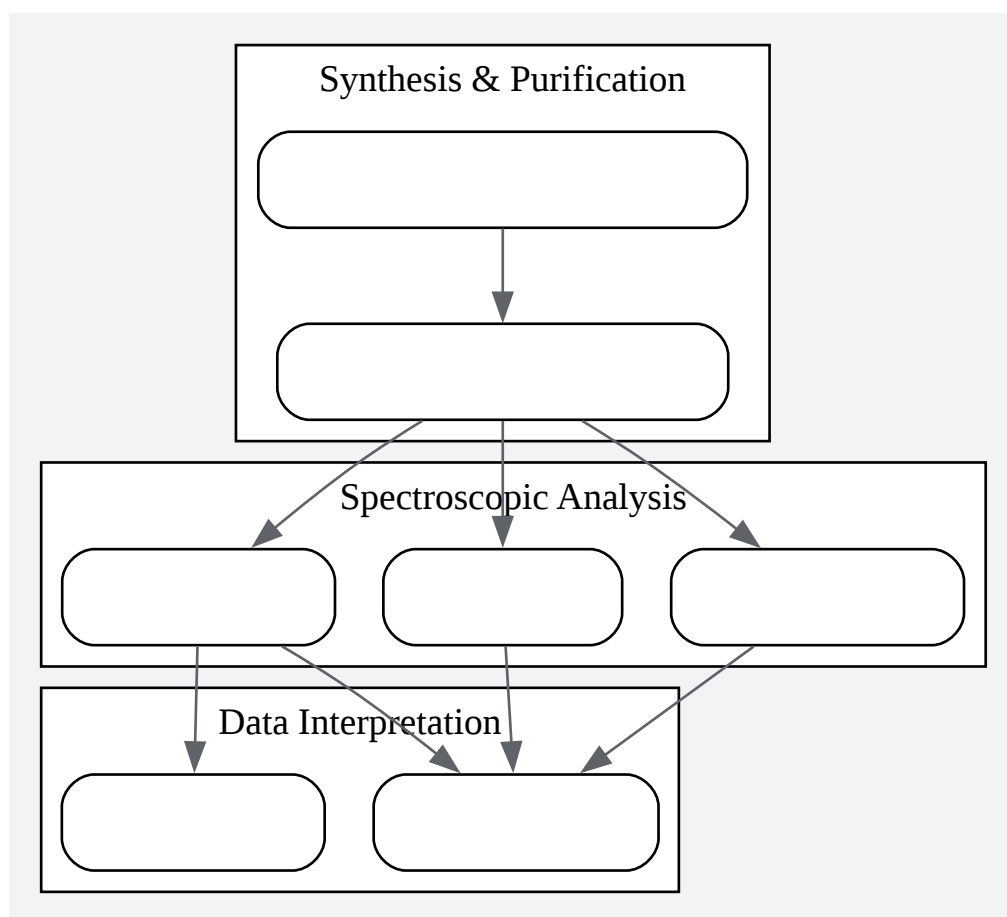 Synthesis & Purification
Spectroscopic Analysis
Data Interpretation